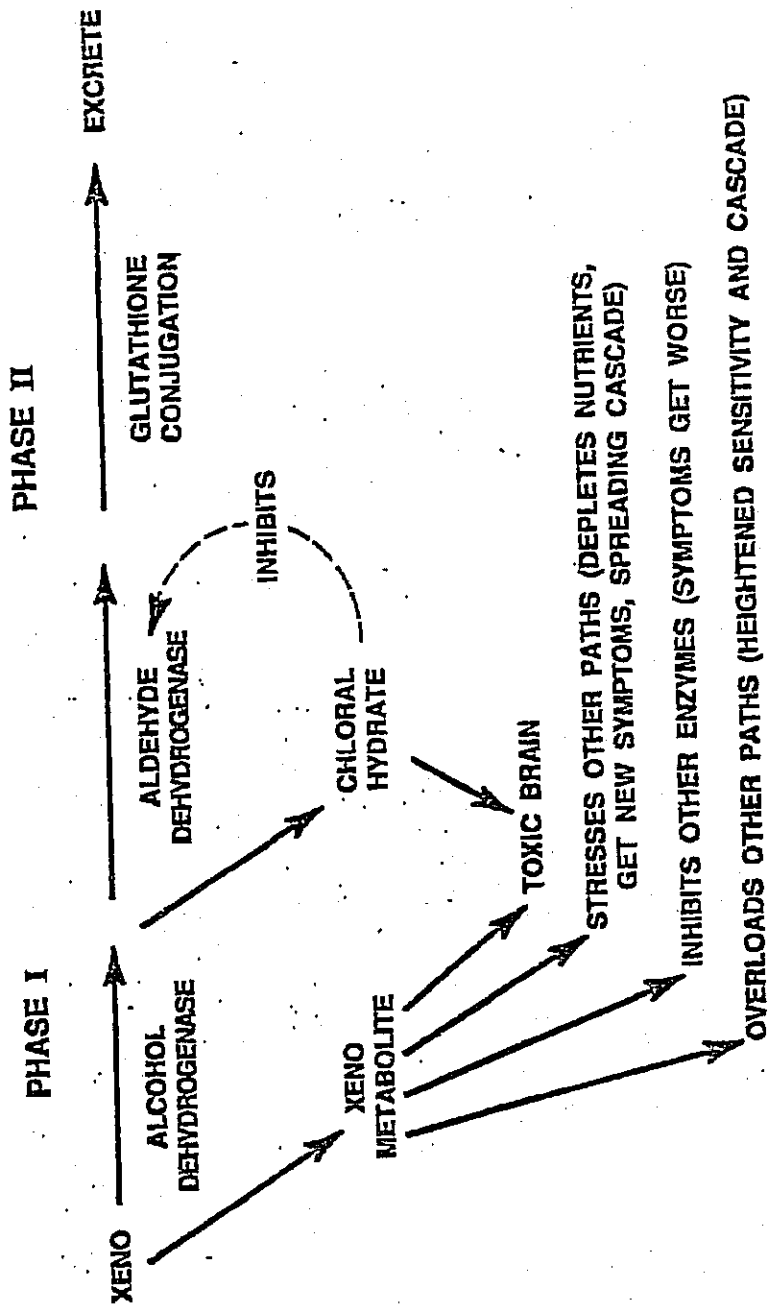 PHASE I
PHASE II
XENO
ALCOHOL
DEHYDROGENASE
ALDEHYDE
DEHYDROGENASE
GLUTATHIONE
CONJUGATION
EXCRETE
INHIBITS
XENO
METABOLITE
CHLORAL
HYDRATE
TOXIC BRAIN
STRESSES OTHER PATHS (DEPLETES NUTRIENTS,
GET NEW SYMPTOMS, SPREADING CASCADE)
INHIBITS OTHER ENZYMES (SYMPTOMS GET WORSE)
OVERLOADS OTHER PATHS (HEIGHTENED SENSITIVITY AND CASCADE)